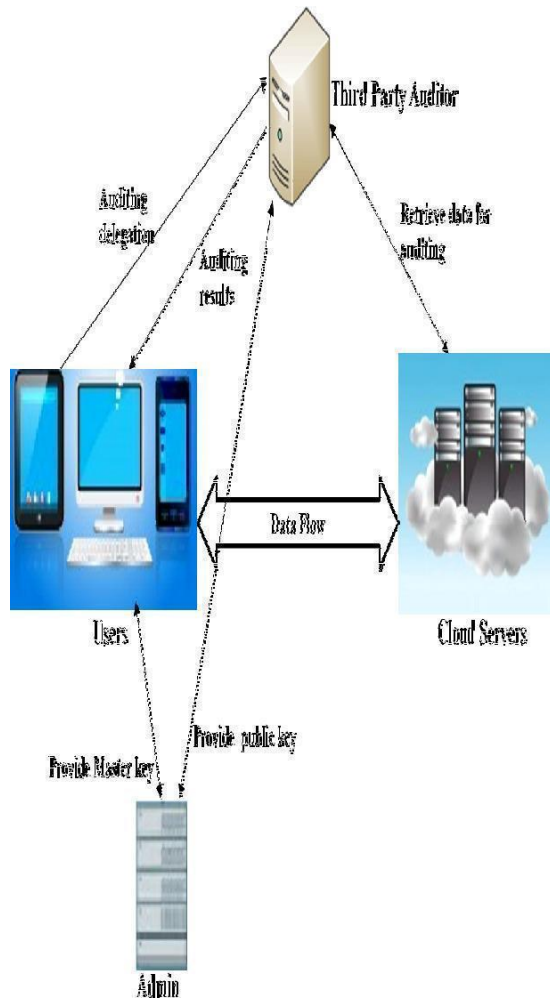 Third Party Auditor
Auditing
delegation
Auditing
results
Retrieve data for
auditing
Data Flow
Users
Cloud Servers
Provide public key
Provide Master key
Admin